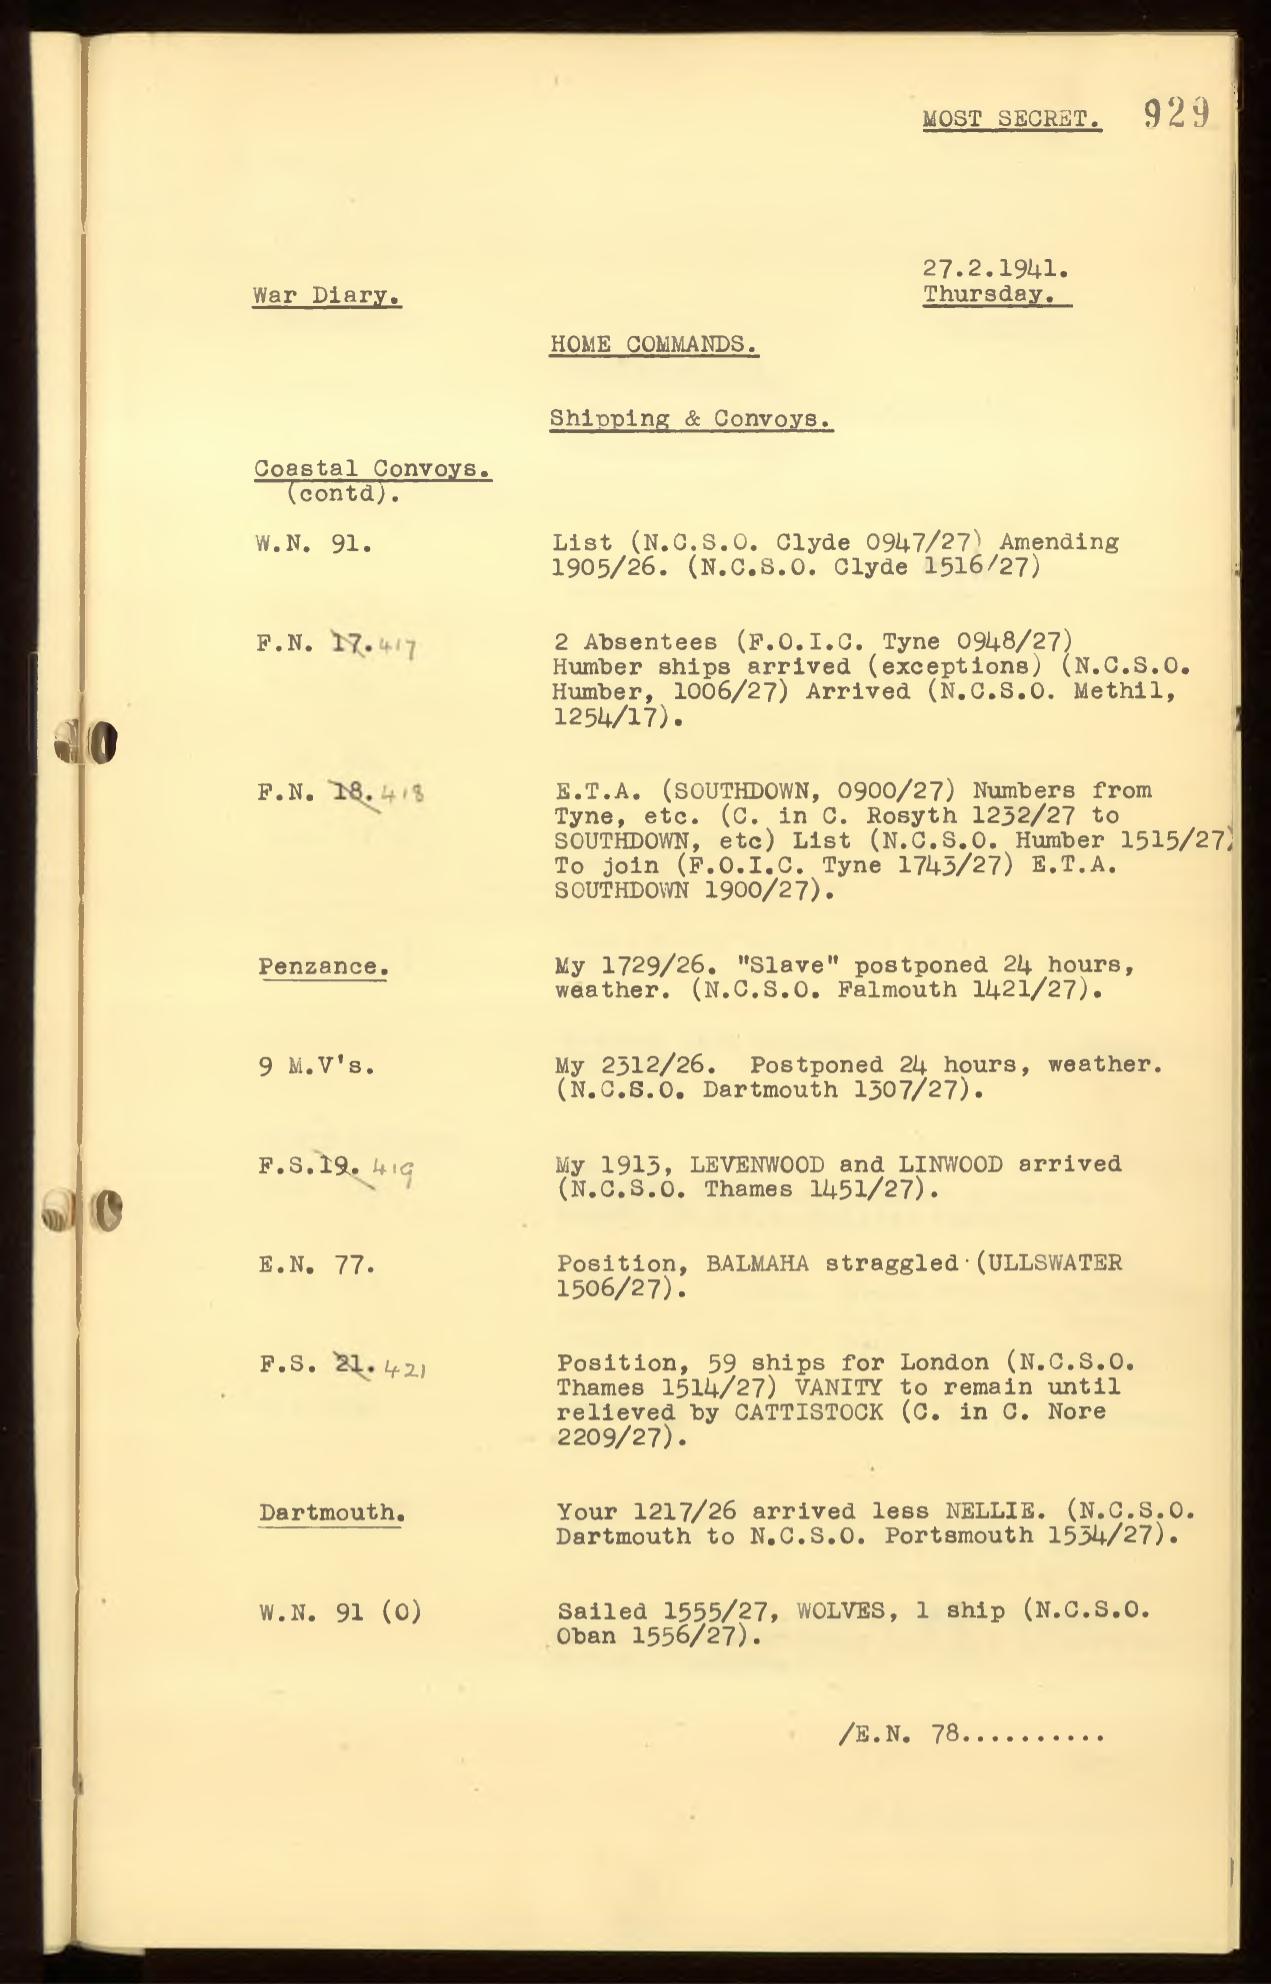 MOST SECRET. 929
27.2.1941.
War Diary. Thursday.
HOME COMMANDS.
Shipping & Convoys.
Coastal Convoys.
(contd).
W.N. 91. List (N.C.S.O. Clyde 0947/27) Amending
1905/26. (N.C.S.O. Clyde 1516/27)
F.N. 17. 417 2 Absentees (F.O.I.C. Tyne 0948/27)
Humber ships arrived (exceptions) (N.C.S.O.
Humber, 1006/27) Arrived (N.C.S.O. Methil,
1254/17).
F.N. 18. 418 E.T.A. (SOUTHDOWN, 0900/27) Numbers from
Tyne, etc. (C. in C. Rosyth 1232/27 to
SOUTHDOWN, etc) List (N.C.S.O. Humber 1515/27)
To join (F.O.I.C. Tyne 1743/27) E.T.A.
SOUTHDOWN 1900/27).
Penzance. My 1729/26. "Slave" postponed 24 hours,
weather. (N.C.S.O. Falmouth 1421/27).
9 M.V's. My 2312/26. Postponed 24 hours, weather.
(N.C.S.O. Dartmouth 1307/27).
F.S.19. 419 My 1913, LEVENWOOD and LINWOOD arrived
(N.C.S.O. Thames 1451/27).
E.N. 77. Position, BALMAHA straggled (ULLSWATER
1506/27).
F.S. 21. 421 Position, 59 ships for London (N.C.S.O.
Thames 1514/27) VANITY to remain until
relieved by CATTISTOCK (C. in C. Nore
2209/27).
Dartmouth. Your 1217/26 arrived less NELLIE. (N.C.S.O.
Dartmouth to N.C.S.O. Portsmouth 1534/27).
W.N. 91 (O) Sailed 1555/27, WOLVES, 1 ship (N.C.S.O.
Oban 1556/27).
/E.N. 78..........